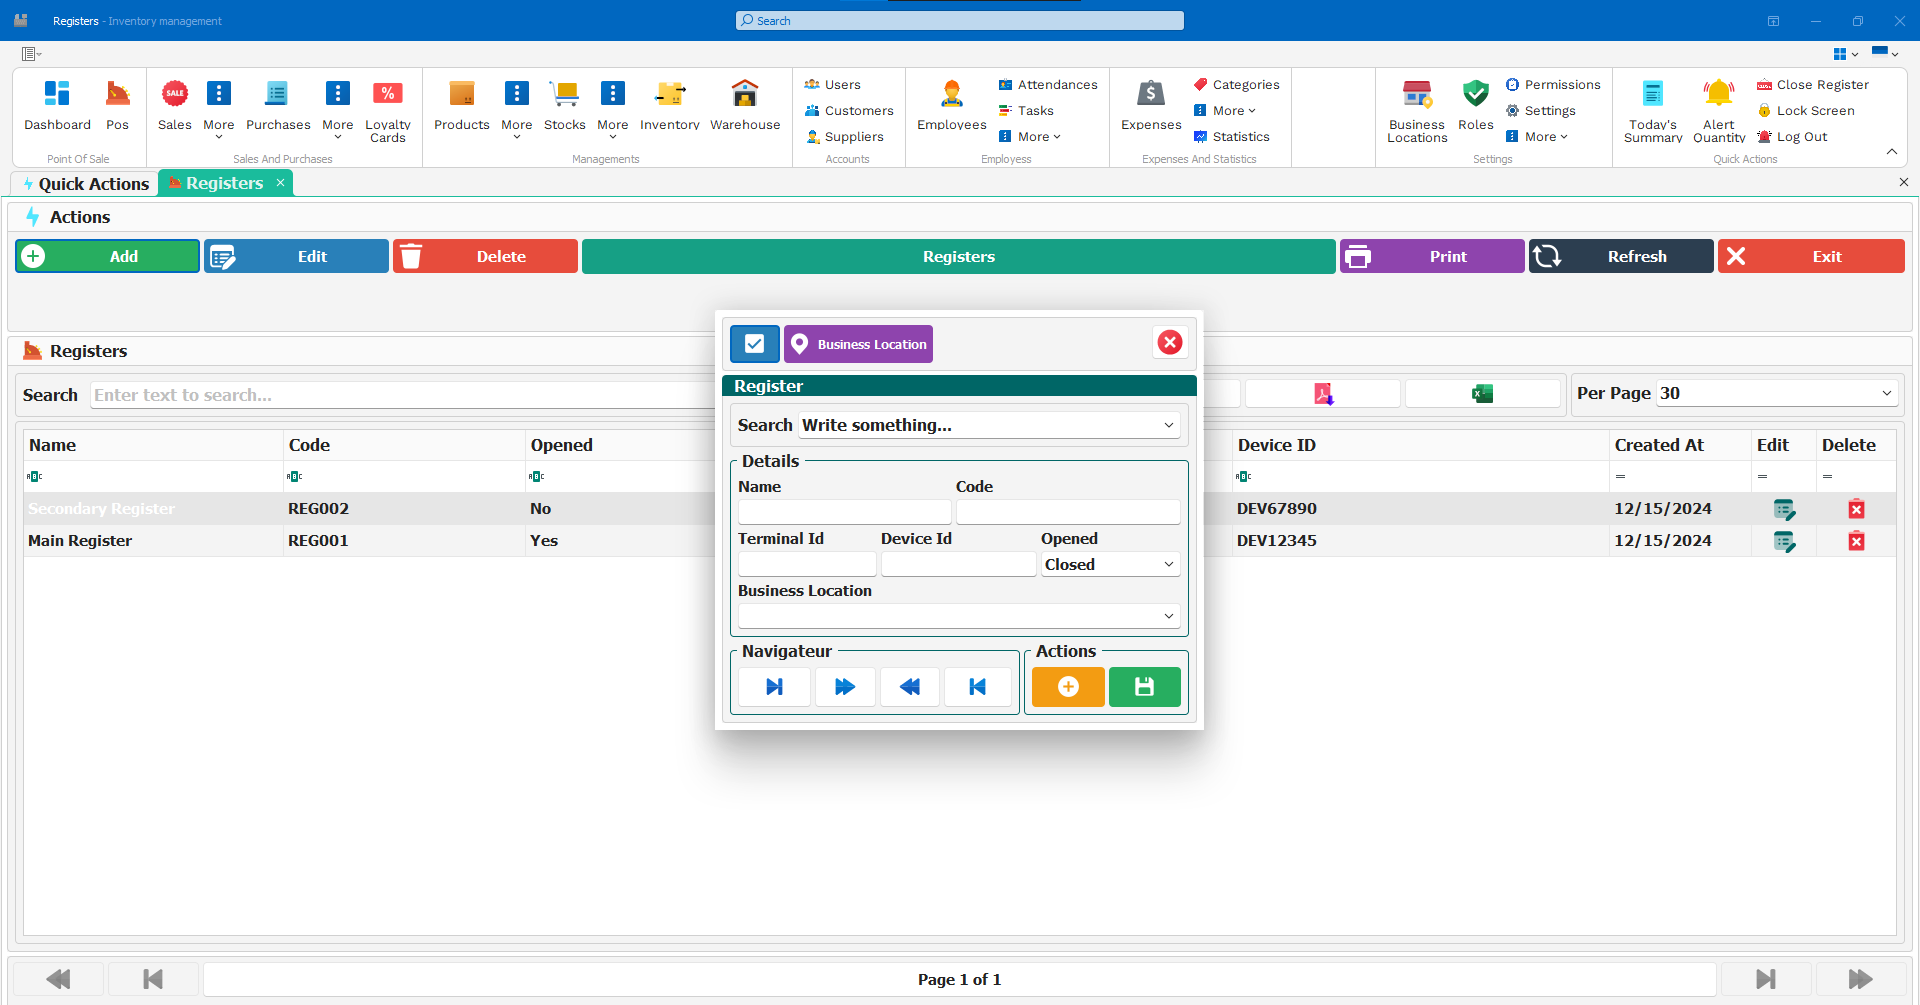 Registers - Inventory management
Search
Dashboard
Pos
Point Of Sale
Sales
More
Purchases
More
Loyalty
Cards
Sales And Purchases
Products
More
Stocks
More
Inventory
Warehouse
Managements
Users
Customers
Suppliers
Accounts
Employees
Attendances
Tasks
More
Employess
Expenses
Categories
More
Statistics
Expenses And Statistics
Business
Locations
Roles
Permissions
Settings
More
Settings
Today's
Summary
Alert
Quantity
Close Register
Lock Screen
Log Out
Quick Actions
Quick Actions
Registers
Actions
Add
Edit
Delete
Registers
Print
Refresh
Exit
Registers
Search Enter text to search...
Per Page 30
Name Code Opened Device ID Created At Edit Delete
Secondary Register REG002 No DEV67890 12/15/2024
Main Register REG001 Yes DEV12345 12/15/2024
Business Location
Register
Search Write something...
Details
Name Code
Terminal Id Device Id Opened
Closed
Business Location
Navigateur
Actions
Page 1 of 1